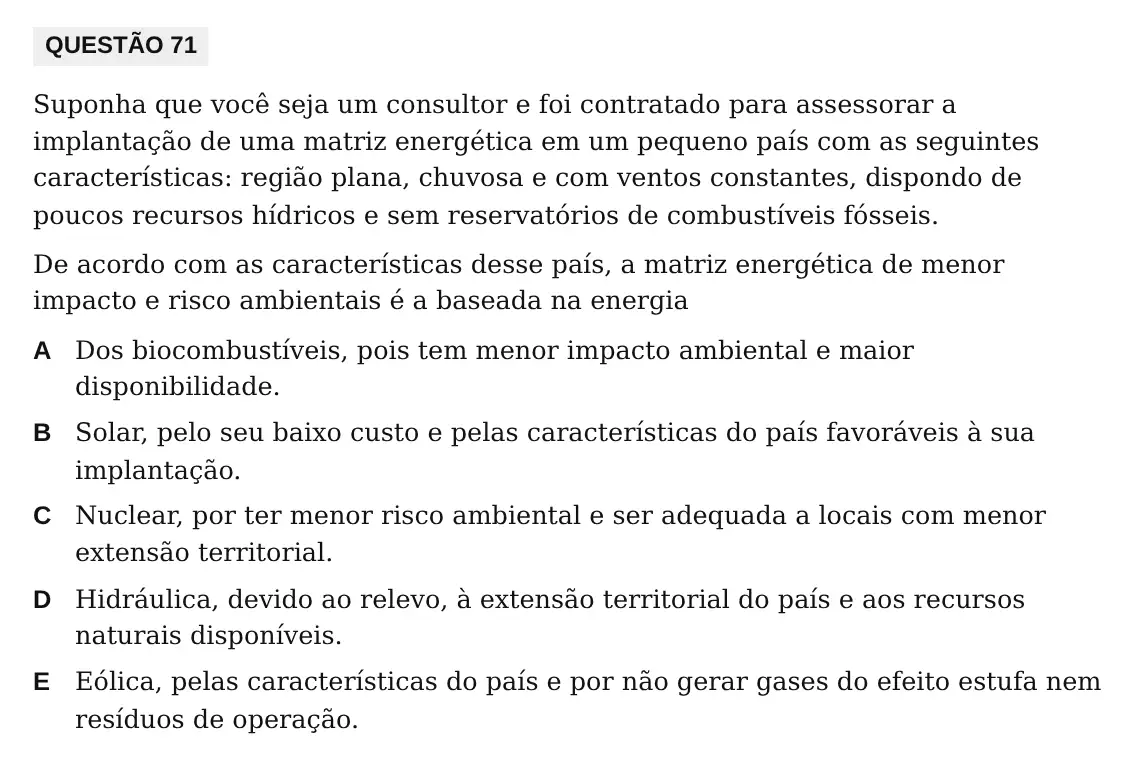 QUESTÃO 71
Suponha que você seja um consultor e foi contratado para assessorar a
implantação de uma matriz energética em um pequeno país com as seguintes
características: região plana, chuvosa e com ventos constantes, dispondo de
poucos recursos hídricos e sem reservatórios de combustíveis fósseis.
De acordo com as características desse país, a matriz energética de menor
impacto e risco ambientais é a baseada na energia
A Dos biocombustíveis, pois tem menor impacto ambiental e maior
disponibilidade.
B Solar, pelo seu baixo custo e pelas características do país favoráveis à sua
implantação.
C Nuclear, por ter menor risco ambiental e ser adequada a locais com menor
extensão territorial.
D Hidráulica, devido ao relevo, à extensão territorial do país e aos recursos
naturais disponíveis.
E Eólica, pelas características do país e por não gerar gases do efeito estufa nem
resíduos de operação.